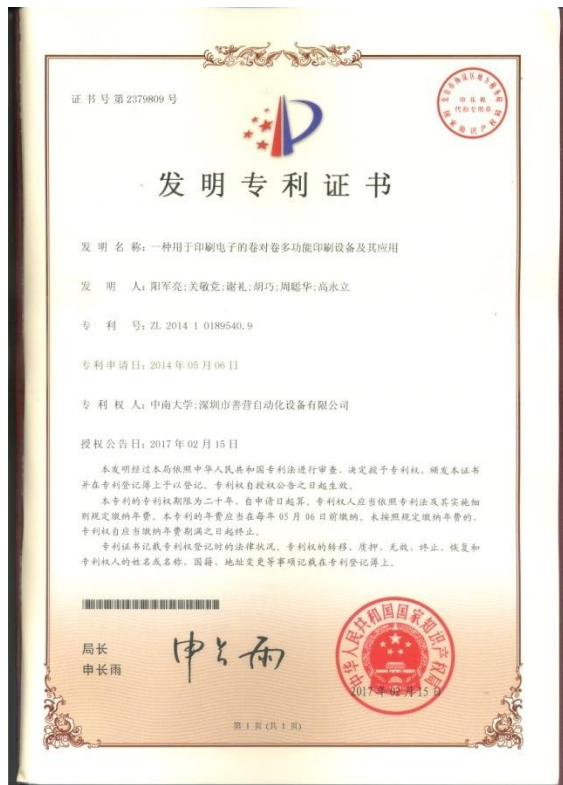 证书号第2379809号
印花税
代扣专用章
发明专利证书
发明名称：一种用于印刷电子的卷对卷多功能印刷设备及其应用
发明人：阳军亮;关敬党;谢礼;胡巧;周聪华;高永立
专利号：ZL 2014 1 0189540.9
专利申请日：2014年05月06日
专利权人：中南大学;深圳市善营自动化设备有限公司
授权公告日：2017年02月15日
本发明经过本局依照中华人民共和国专利法进行审查，决定授予专利权，颁发本证书
并在专利登记簿上予以登记。专利权自授权公告之日起生效。
本专利的专利权期限为二十年，自申请日起算。专利权人应当依照专利法及其实施细
则规定缴纳年费。本专利的年费应当在每年05月06日前缴纳。未按照规定缴纳年费的，
专利权自应当缴纳年费期满之日起终止。
专利证书记载专利权登记时的法律状况。专利权的转移、质押、无效、终止、恢复和
专利权人的姓名或名称、国籍、地址变更等事项记载在专利登记簿上。
局长
申长雨
申长雨
中华人民共和国国家知识产权局
2017年02月15日
第1页(共1页)